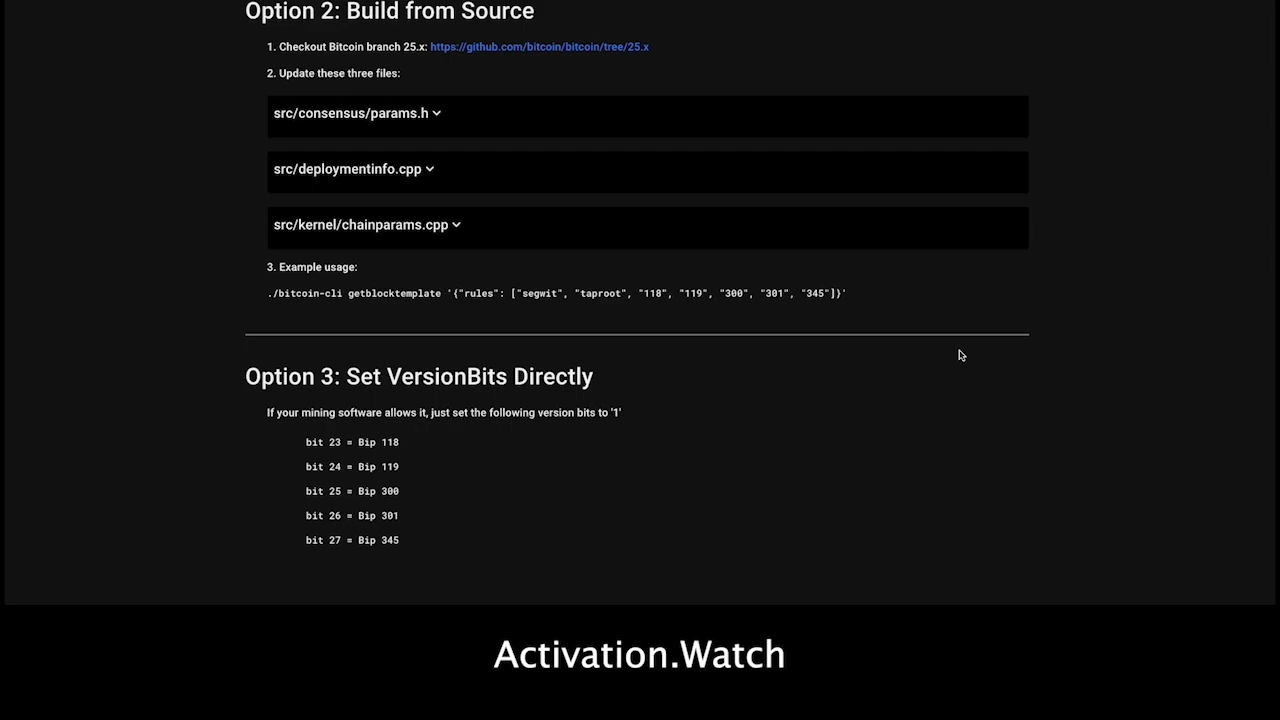 Option 2: Build from Source
1. Checkout Bitcoin branch 25.x: https://github.com/bitcoin/bitcoin/tree/25.x
2. Update these three files:
src/consensus/params.h
src/deploymentinfo.cpp
src/kernel/chainparams.cpp
3. Example usage:
./bitcoin-cli getblocktemplate '{"rules": ["segwit", "taproot", "118", "119", "300", "301", "345"]}'
Option 3: Set VersionBits Directly
If your mining software allows it, just set the following version bits to '1'
bit 23 = Bip 118
bit 24 = Bip 119
bit 25 = Bip 300
bit 26 = Bip 301
bit 27 = Bip 345
Activation.Watch